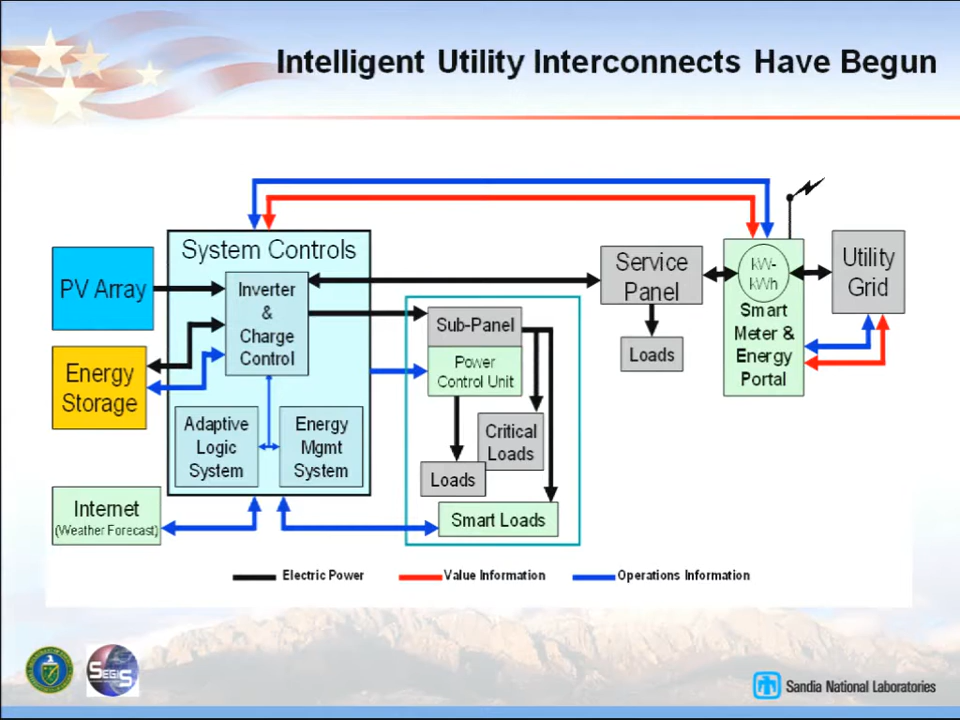 Intelligent Utility Interconnects Have Begun
System Controls
PV Array
Inverter
&
Charge
Control
Energy
Storage
Adaptive
Logic
System
Energy
Mgmt
System
Internet
(Weather Forecast)
Sub-Panel
Power
Control Unit
Critical
Loads
Loads
Smart Loads
Service
Panel
Loads
kW-
kWh
Smart
Meter &
Energy
Portal
Utility
Grid
Electric Power
Value Information
Operations Information
SEGIS
Sandia National Laboratories